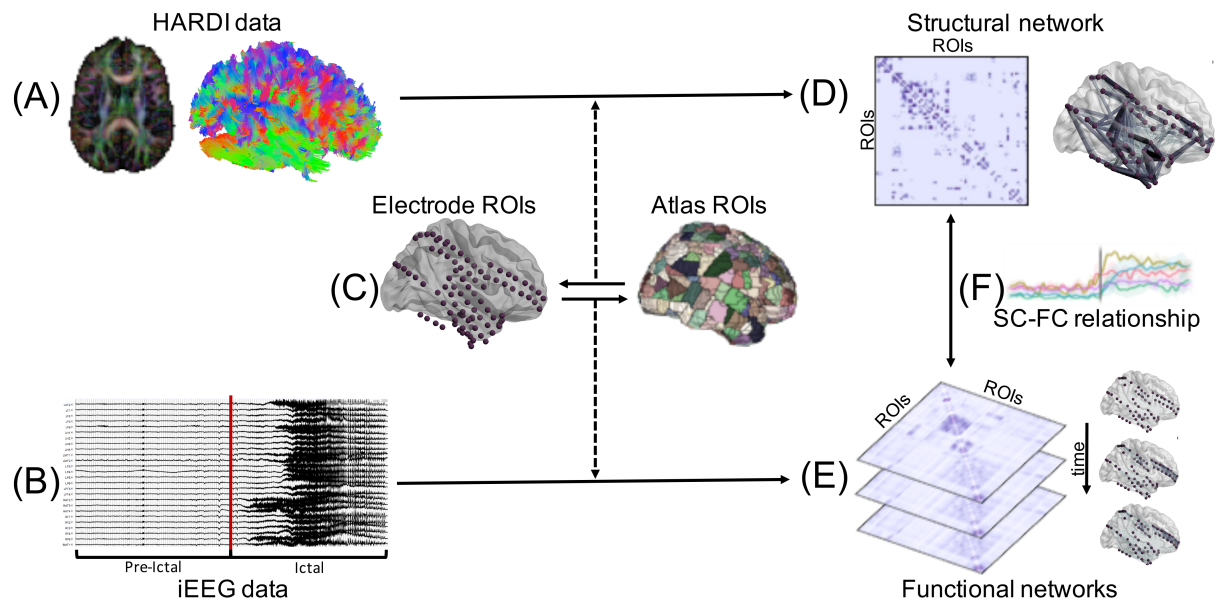 HARDI data
Structural network
ROIs
(A)
(D)
ROIs
Electrode ROIs
Atlas ROIs
(C)
(F)
SC-FC relationship
ROIs
ROIs
(B)
(E)
time
Pre-Ictal
Ictal
iEEG data
Functional networks